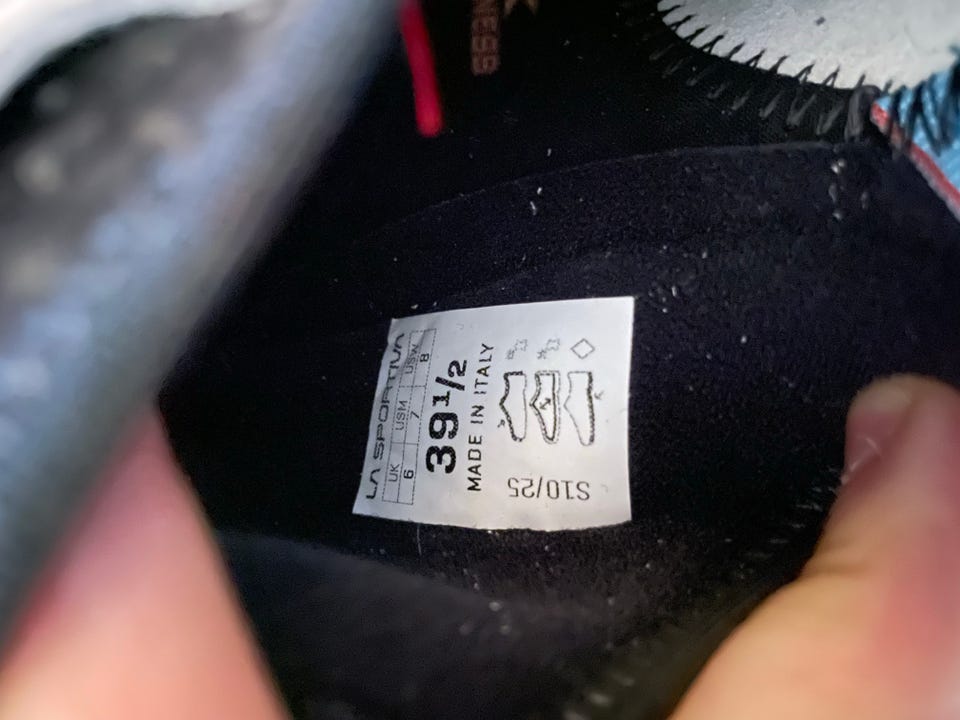 LA SPORTIVA
UK USM USW
6 7 8
39 1/2
MADE IN ITALY
S10/25